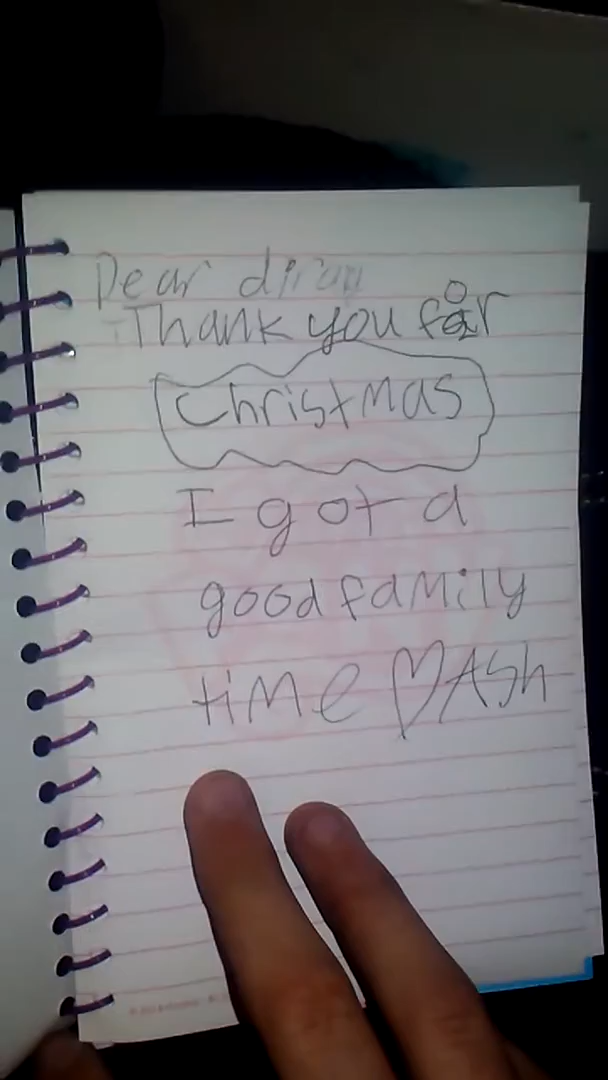 Dear
Thank you for
Christmas
I got a
good family
time ♡ Ash